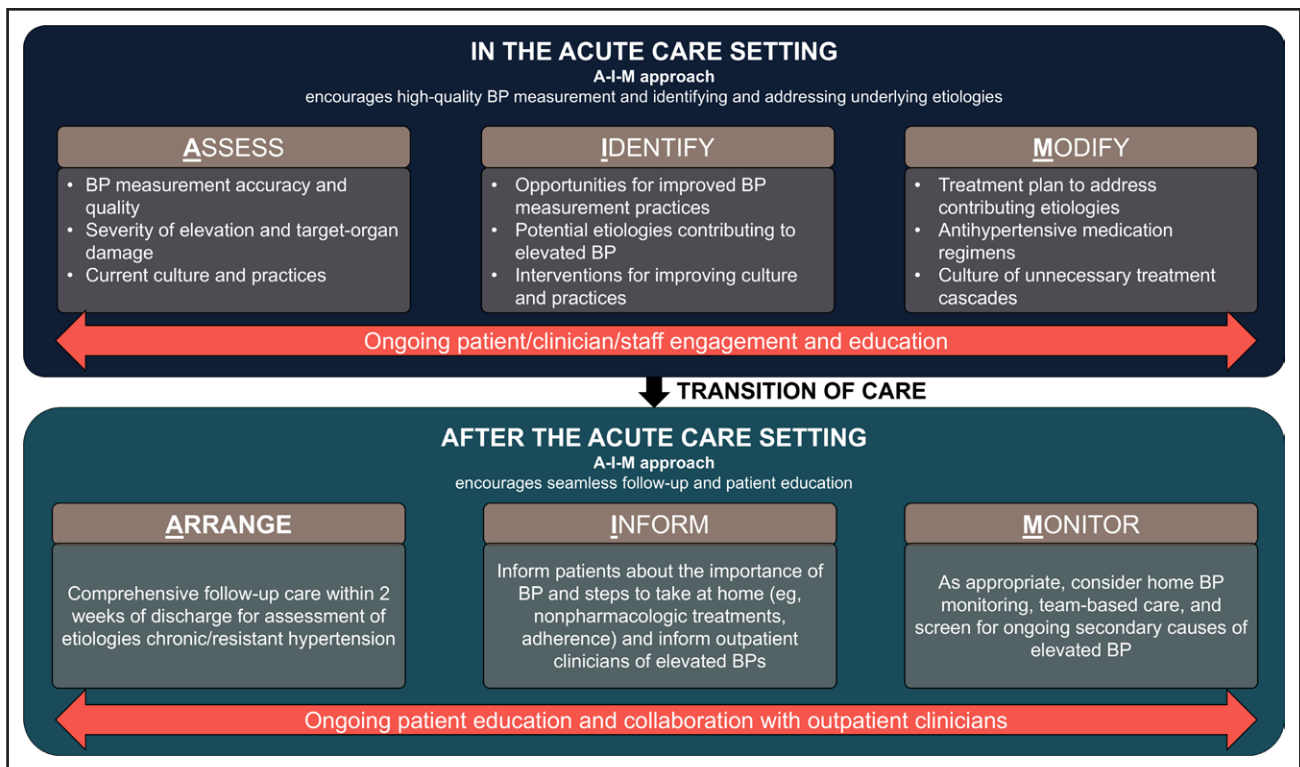 IN THE ACUTE CARE SETTING
A-I-M approach
encourages high-quality BP measurement and identifying and addressing underlying etiologies
ASSESS
• BP measurement accuracy and
quality
• Severity of elevation and target-organ
damage
• Current culture and practices
IDENTIFY
• Opportunities for improved BP
measurement practices
• Potential etiologies contributing to
elevated BP
• Interventions for improving culture
and practices
MODIFY
• Treatment plan to address
contributing etiologies
• Antihypertensive medication
regimens
• Culture of unnecessary treatment
cascades
Ongoing patient/clinician/staff engagement and education
TRANSITION OF CARE
AFTER THE ACUTE CARE SETTING
A-I-M approach
encourages seamless follow-up and patient education
ARRANGE
Comprehensive follow-up care within 2
weeks of discharge for assessment of
etiologies chronic/resistant hypertension
INFORM
Inform patients about the importance of
BP and steps to take at home (eg,
nonpharmacologic treatments,
adherence) and inform outpatient
clinicians of elevated BPs
MONITOR
As appropriate, consider home BP
monitoring, team-based care, and
screen for ongoing secondary causes of
elevated BP
Ongoing patient education and collaboration with outpatient clinicians